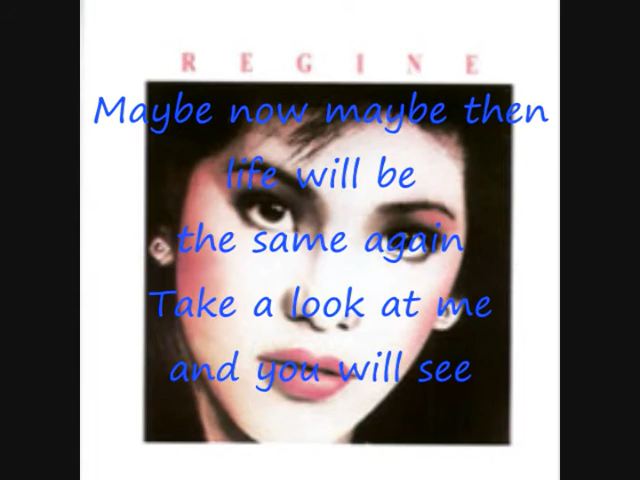 REGINE
Maybe now maybe then
life will be
the same again
Take a look at me
and you will see